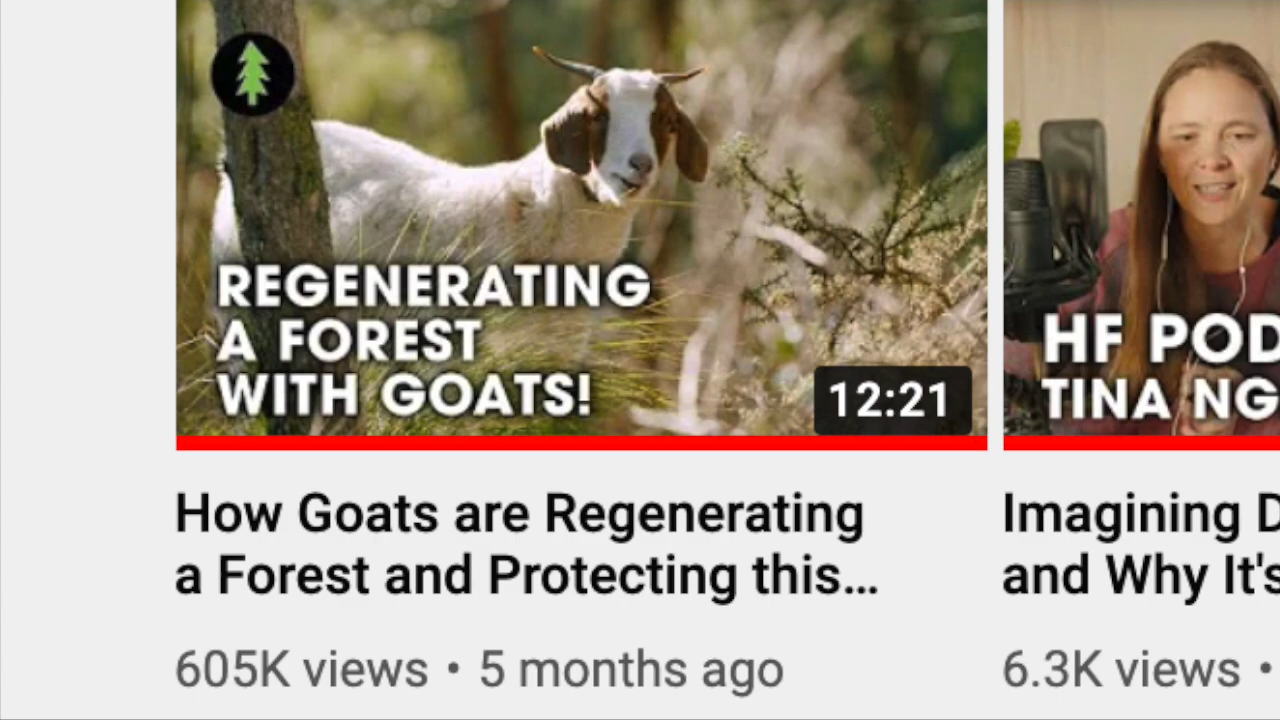 REGENERATING
A FOREST
WITH GOATS!
12:21
How Goats are Regenerating
a Forest and Protecting this...
605K views • 5 months ago
HF POD
TINA NG
Imagining D
and Why It's
6.3K views •